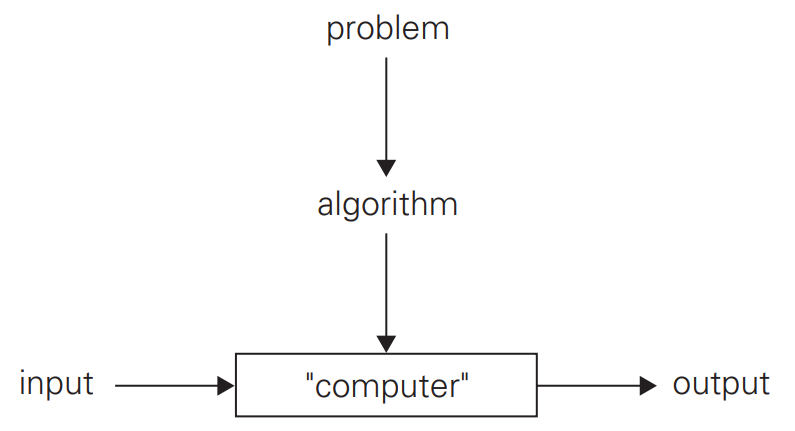 problem
algorithm
input
"computer"
output